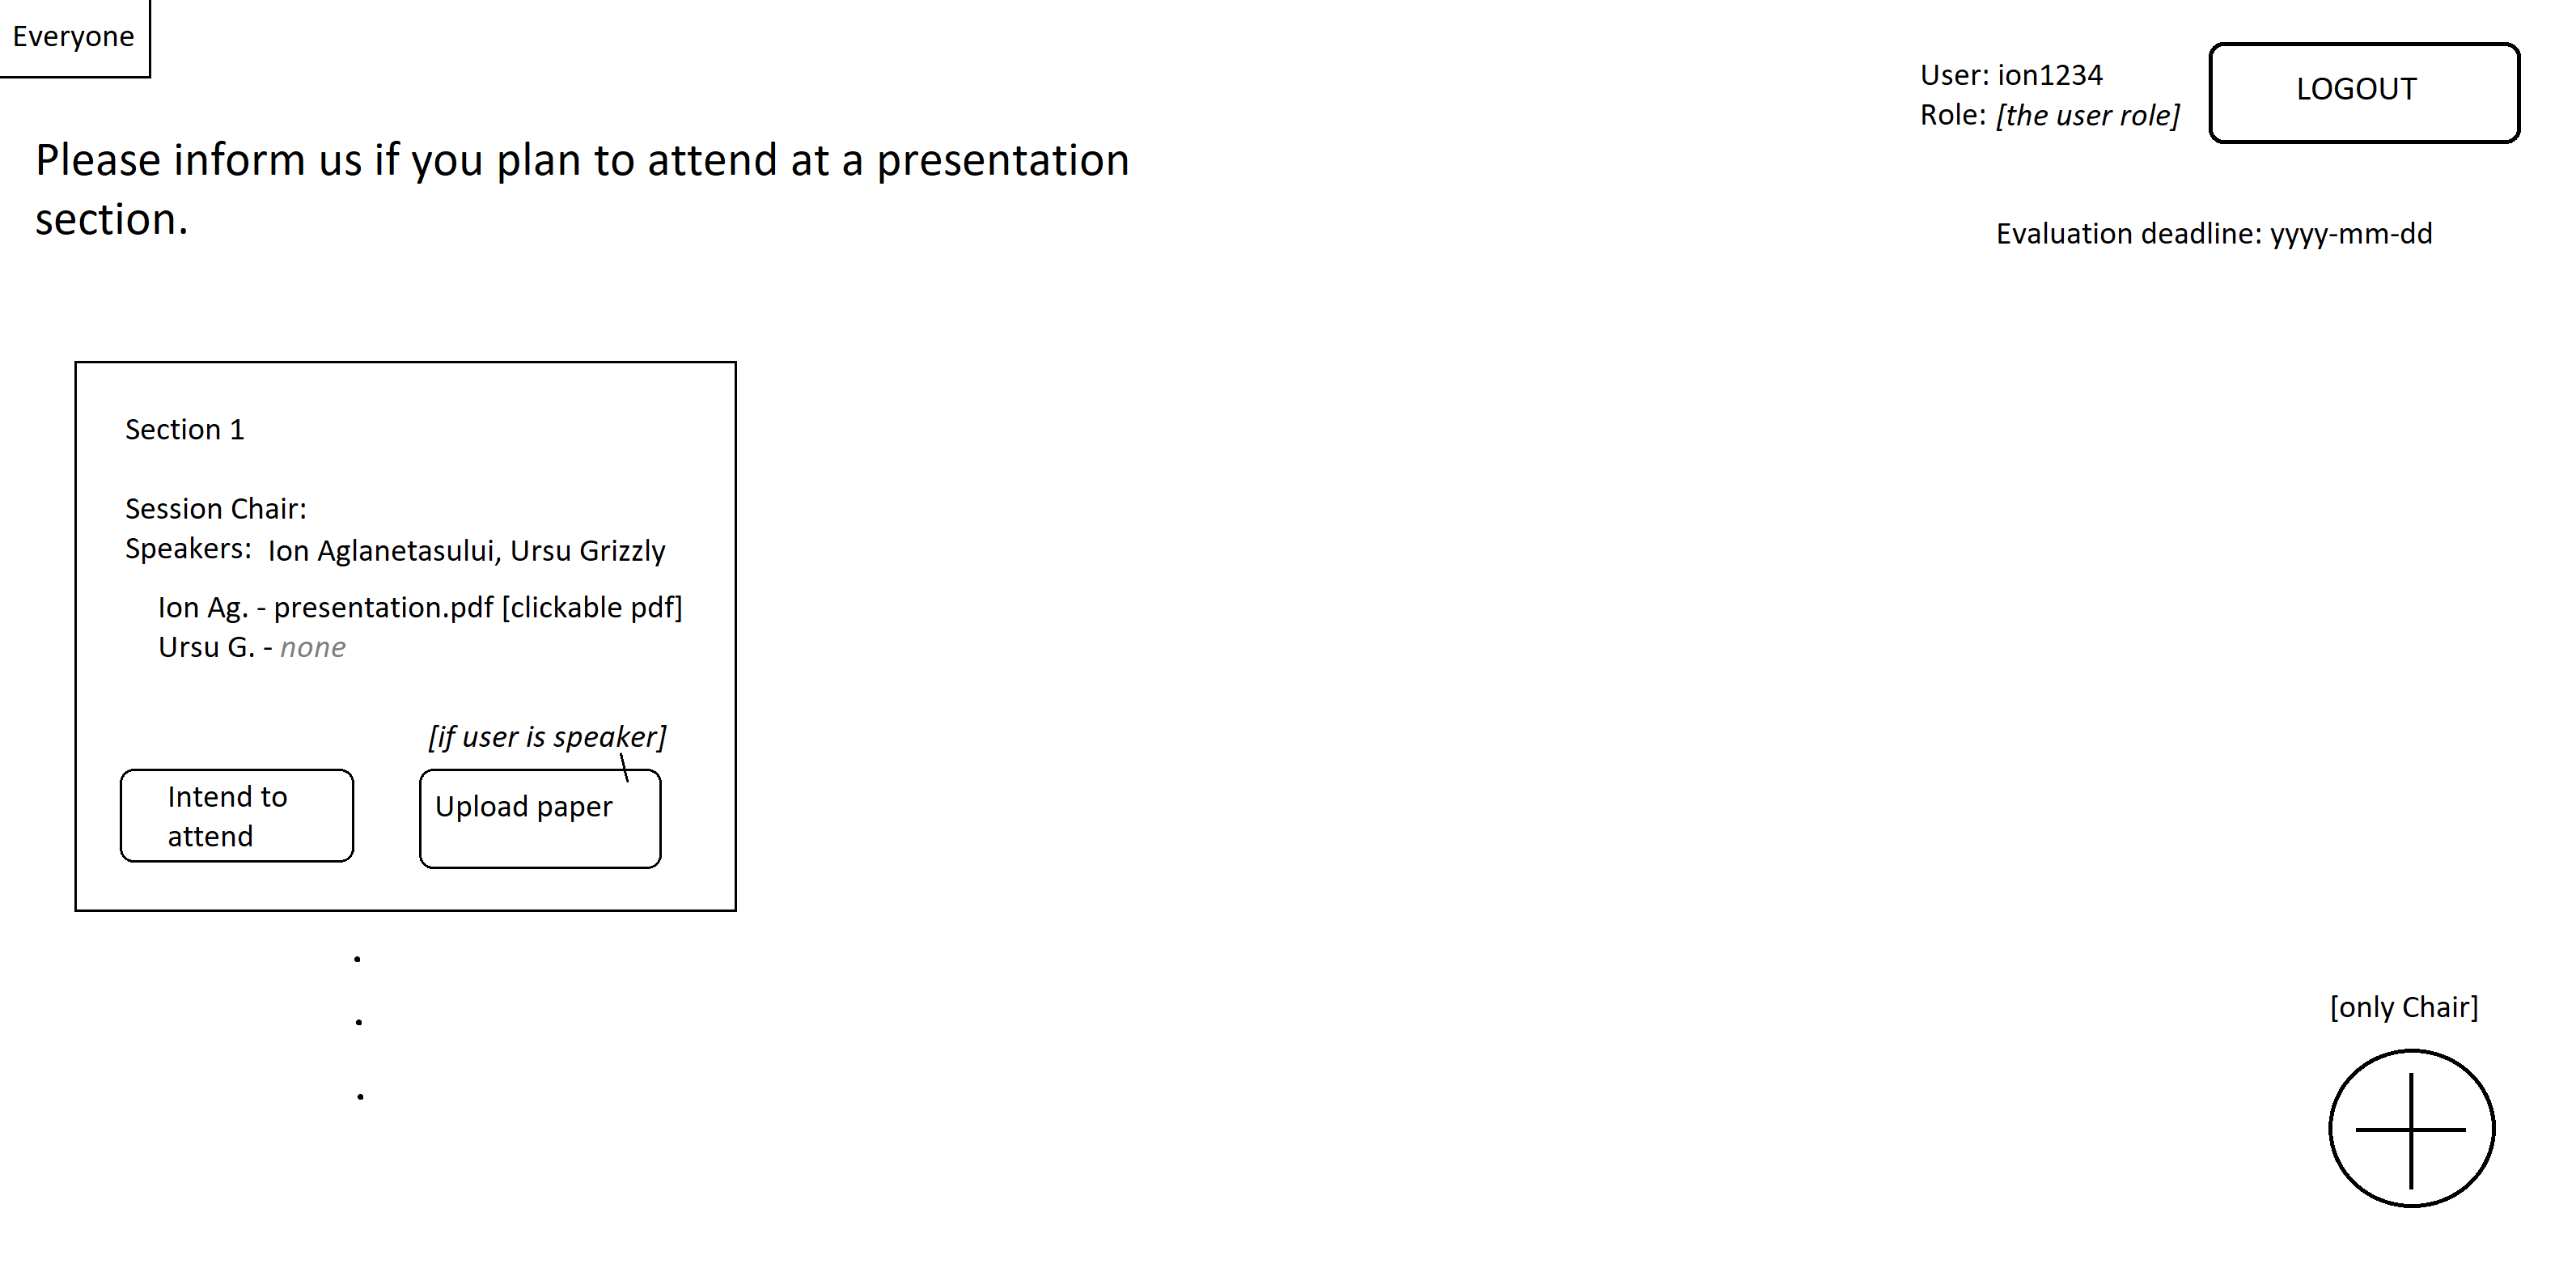 Everyone
User: ion1234
Role: [the user role]
LOGOUT
Please inform us if you plan to attend at a presentation
section.
Evaluation deadline: yyyy-mm-dd
Section 1
Session Chair:
Speakers: Ion Aglanetasului, Ursu Grizzly
Ion Ag. - presentation.pdf [clickable pdf]
Ursu G. - none
[if user is speaker]
Intend to
attend
Upload paper
[only Chair]